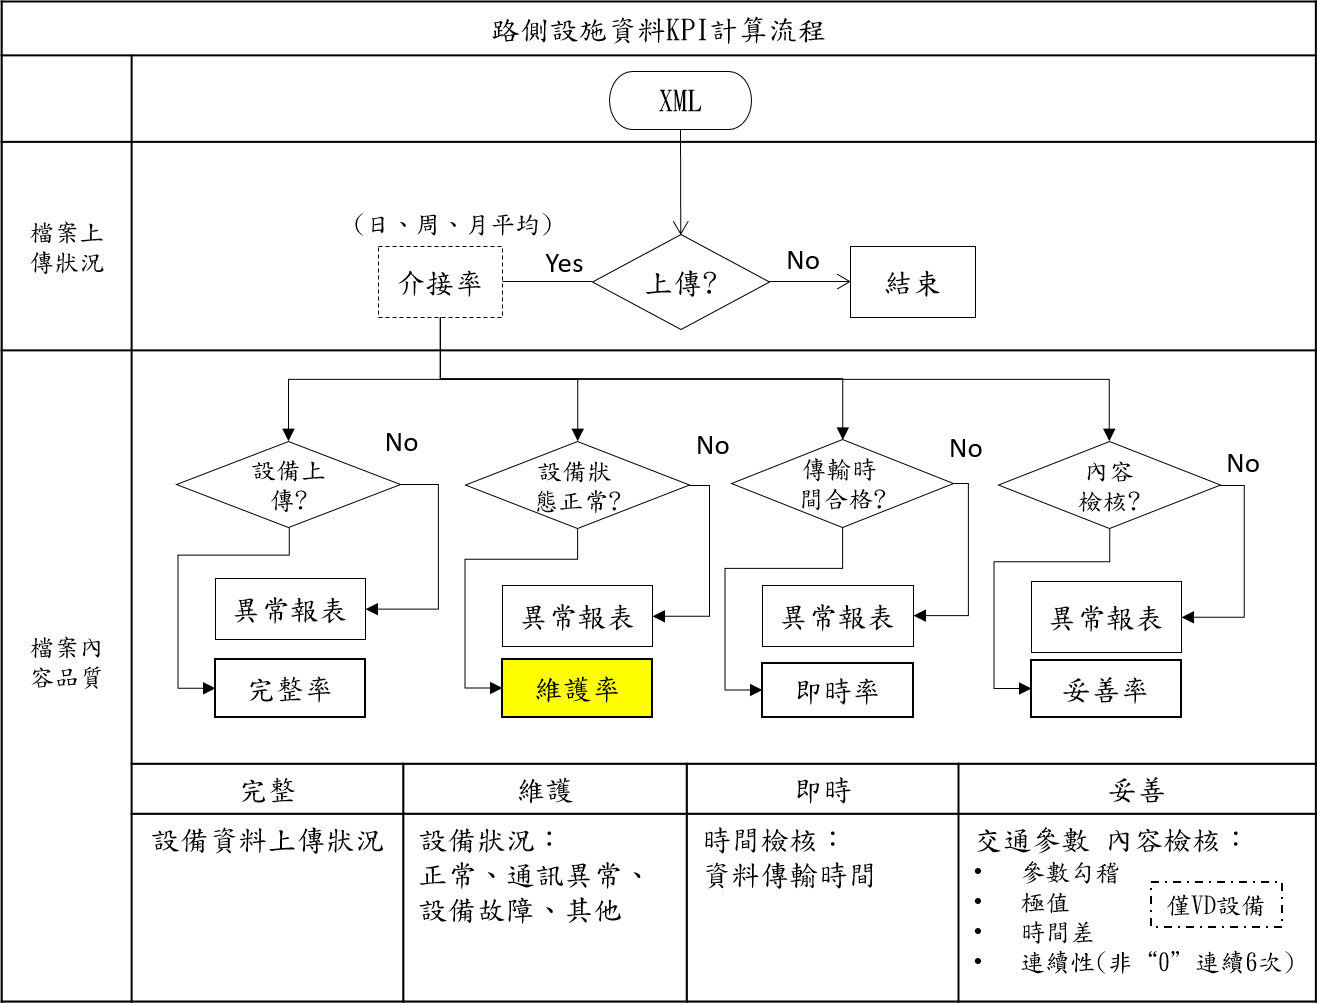 路側設施資料KPI計算流程
XML
檔案上
傳狀況
(日、周、月平均)
介接率
Yes
上傳?
No
結束
檔案內
容品質
設備上
傳?
No
設備狀
態正常?
No
傳輸時
間合格?
No
內容
檢核?
No
異常報表
異常報表
異常報表
異常報表
完整率
維護率
即時率
妥善率
完整
維護
即時
妥善
設備資料上傳狀況
設備狀況：
正常、通訊異常、
設備故障、其他
時間檢核：
資料傳輸時間
交通參數 內容檢核：
• 參數勾稽
• 極值
• 時間差
• 連續性(非“0”連續6次)
僅VD設備